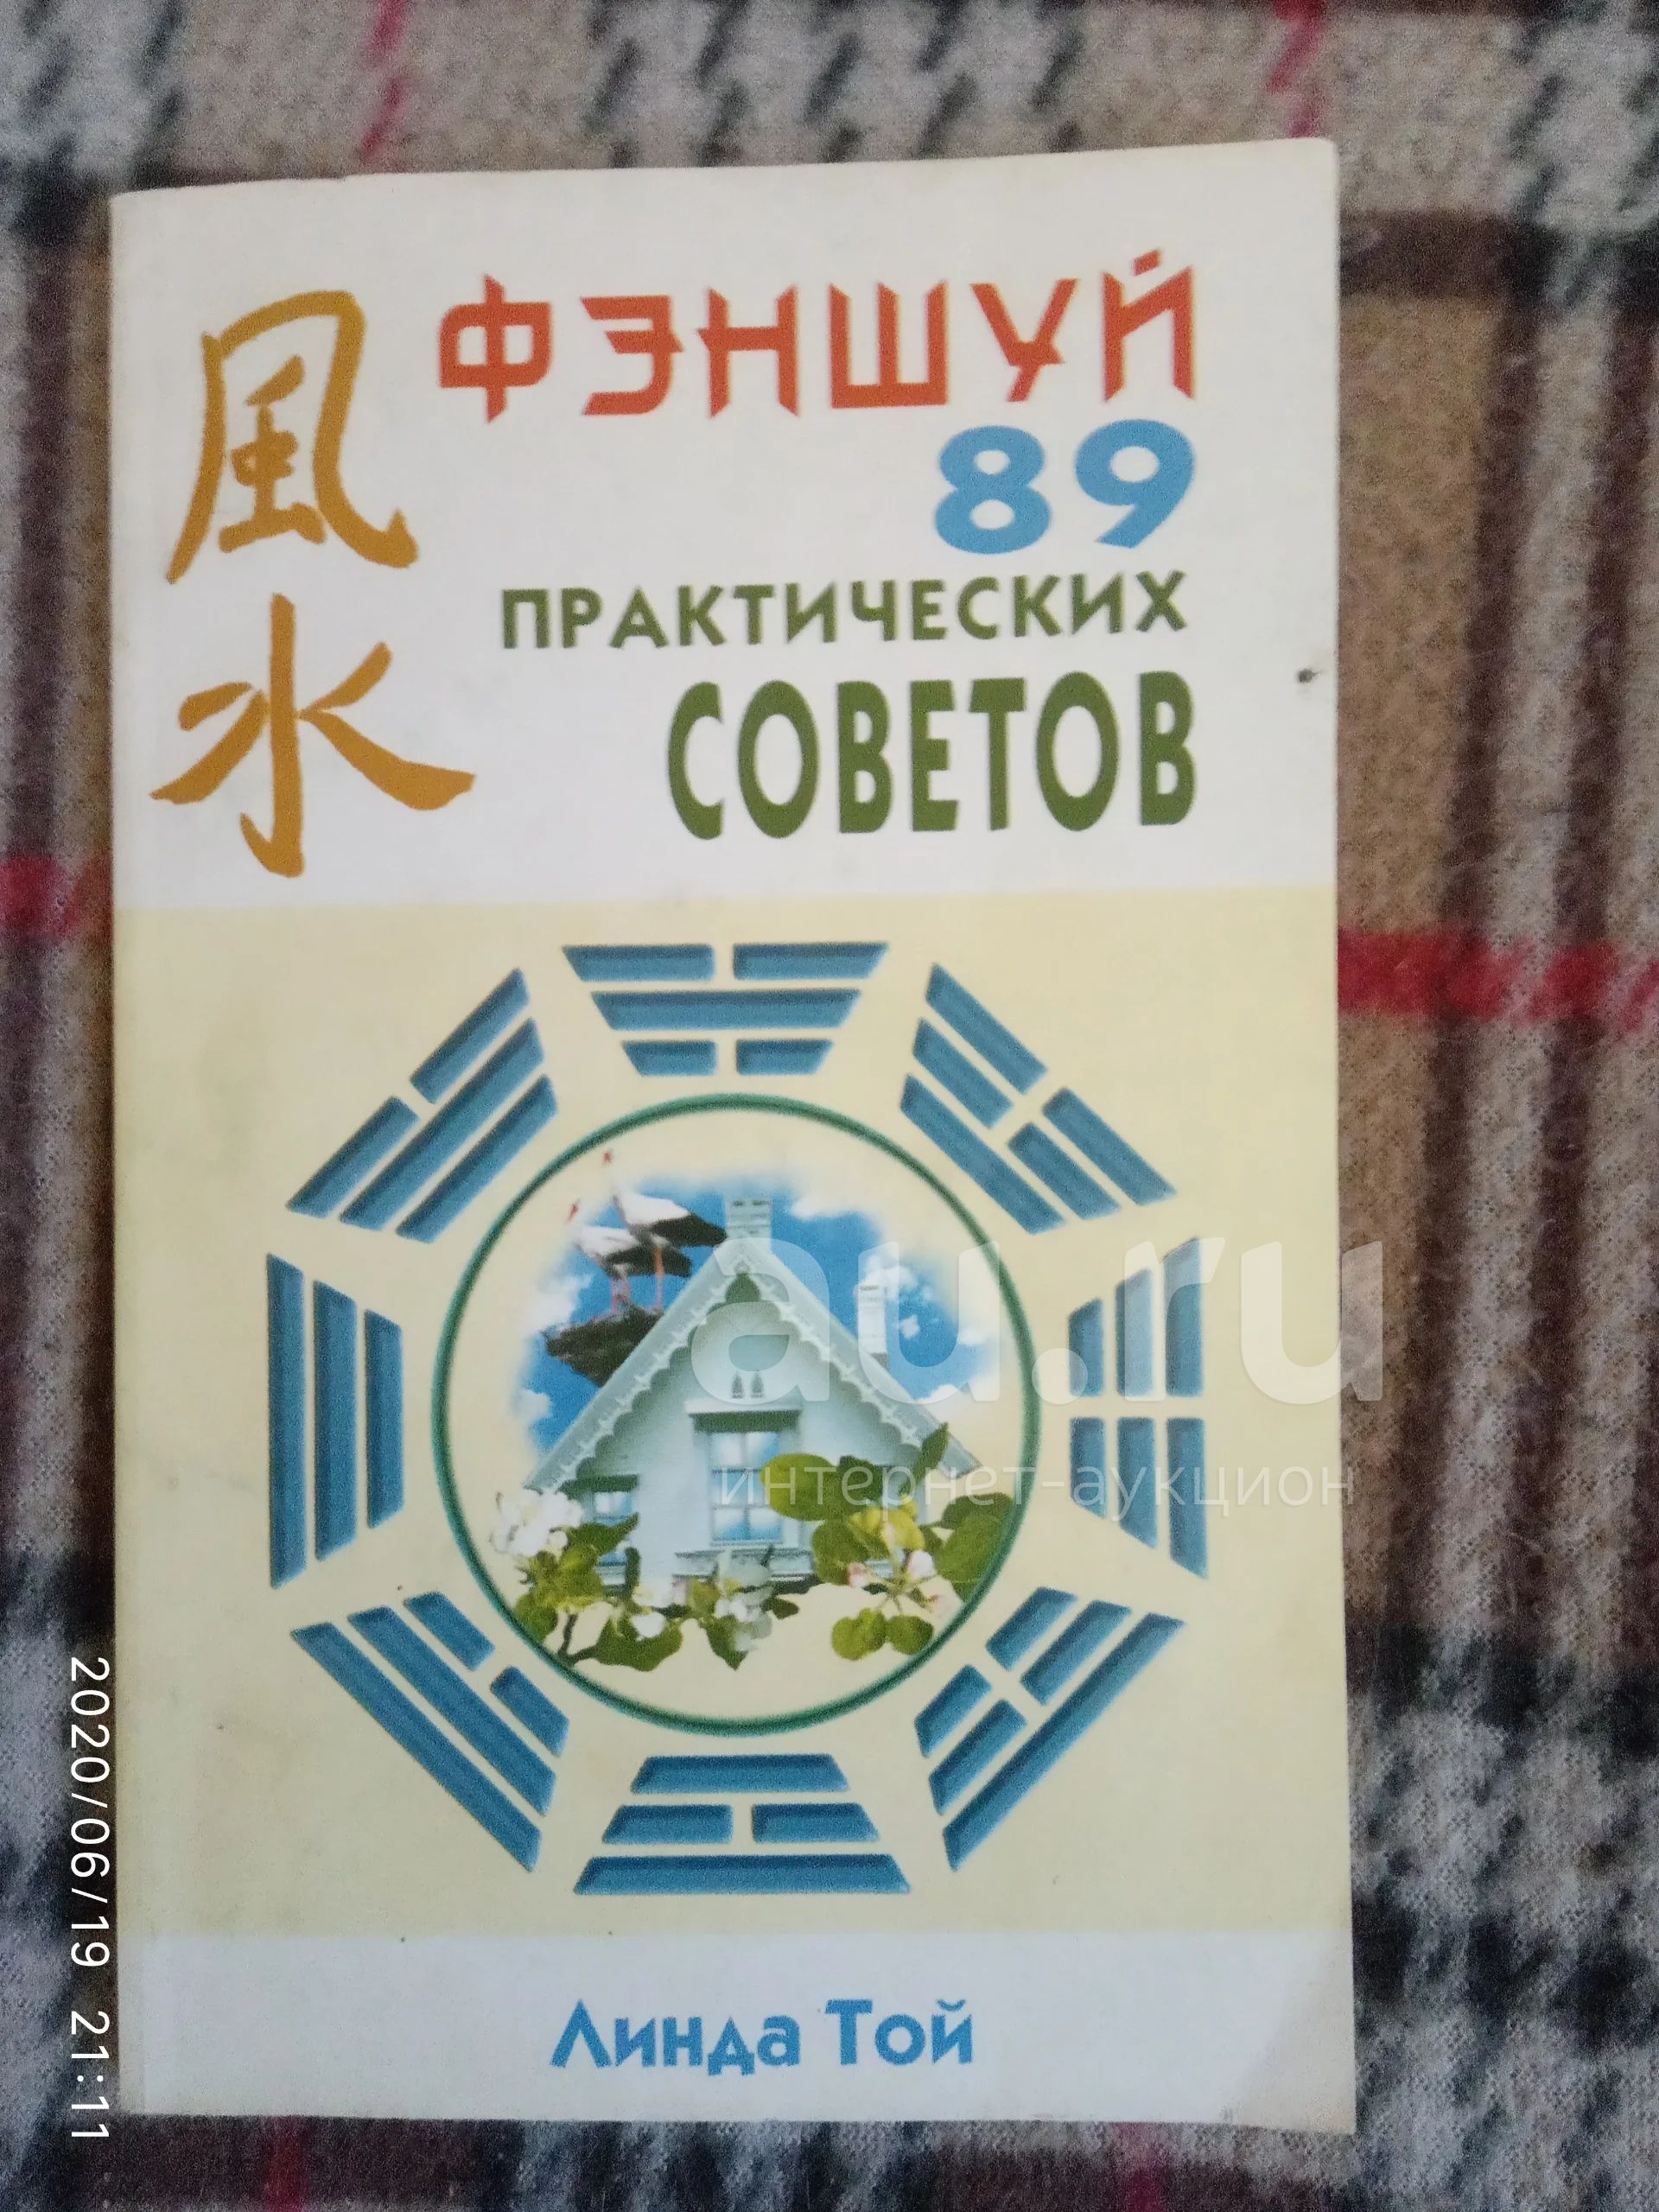 風水
ФЭНШУЙ
89
ПРАКТИЧЕСКИХ
СОВЕТОВ
au.ru
интернет-аукцион
Линда Той
2020/06/19 21:11